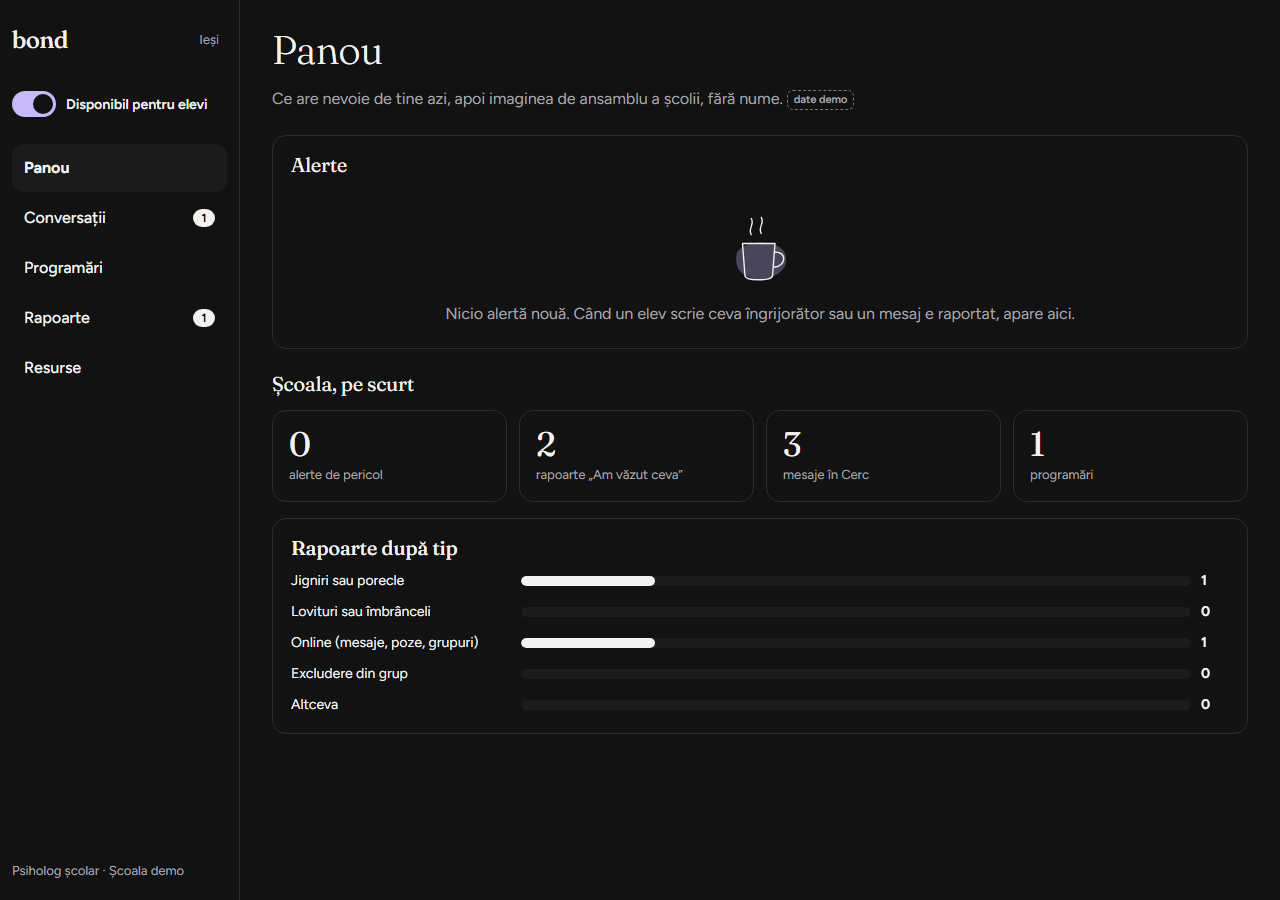 bond
Ieși
Disponibil pentru elevi
Panou
Conversații
1
Programări
Rapoarte
1
Resurse
Psiholog școlar · Școala demo
Panou
Ce are nevoie de tine azi, apoi imaginea de ansamblu a școlii, fără nume. date demo
Alerte
Nicio alertă nouă. Când un elev scrie ceva îngrijorător sau un mesaj e raportat, apare aici.
Școala, pe scurt
0
alerte de pericol
2
rapoarte „Am văzut ceva”
3
mesaje în Cerc
1
programări
Rapoarte după tip
Jigniri sau porecle 1
Lovituri sau îmbrânceli 0
Online (mesaje, poze, grupuri) 1
Excludere din grup 0
Altceva 0